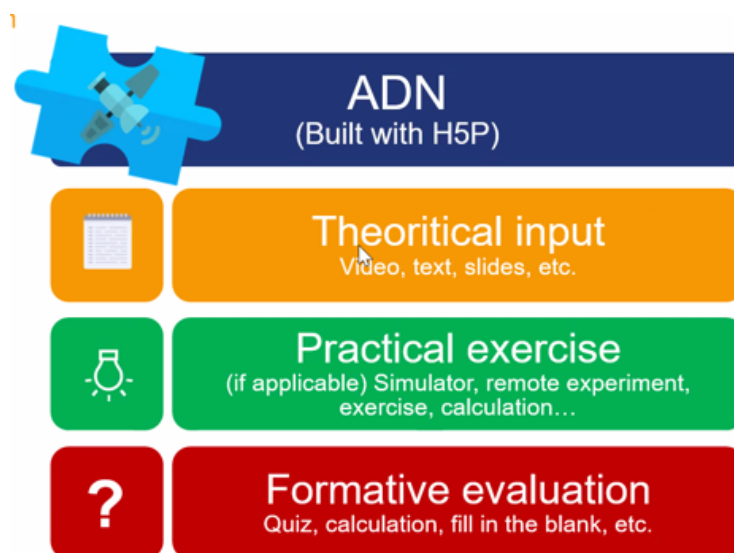 ADN
(Built with H5P)
Theoritical input
Video, text, slides, etc.
Practical exercise
(if applicable) Simulator, remote experiment,
exercise, calculation...
?
Formative evaluation
Quiz, calculation, fill in the blank, etc.